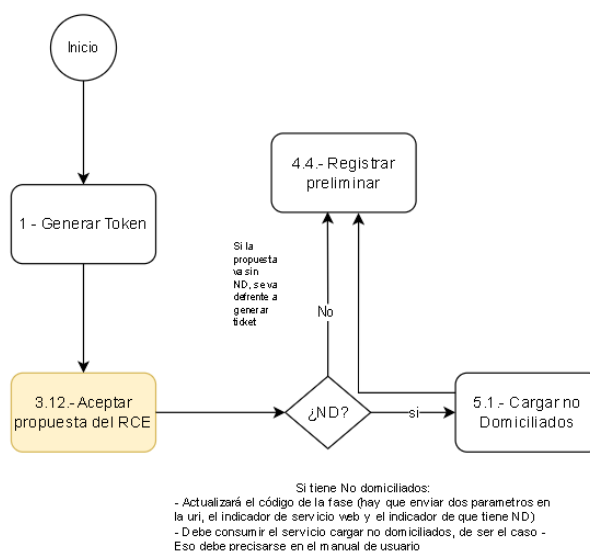 Inicio
4.4.- Registrar
preliminar
1 - Generar Token
Si la
propuesta
va sin
ND, se va
defrente a
generar
ticket
No
3.12.- Aceptar
propuesta del RCE
¿ND?
si
5.1.- Cargar no
Domiciliados
Si tiene No domiciliados:
- Actualizará el código de la fase (hay que enviar dos parametros en
la uri, el indicador de servicio web y el indicador de que tiene ND)
- Debe consumir el servicio cargar no domiciliados, de ser el caso -
Eso debe precisarse en el manual de usuario